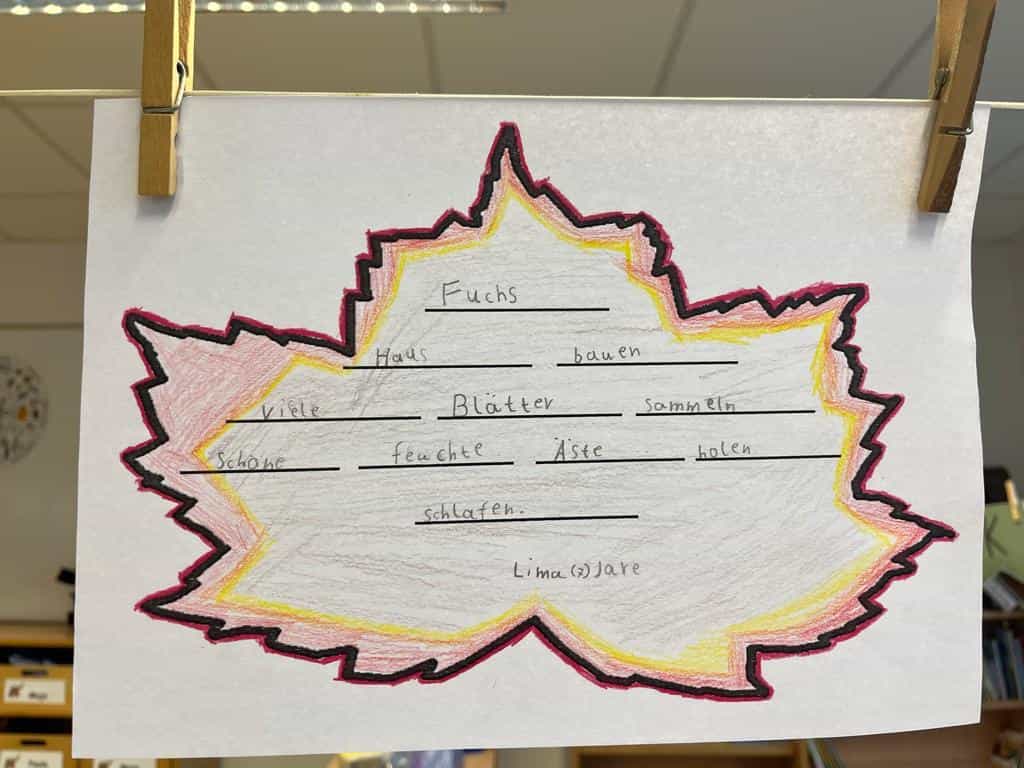 Fuchs
Haus bauen
viele Blätter sammeln
Schöne feuchte Äste holen
schlafen.
Lima (7) Jare